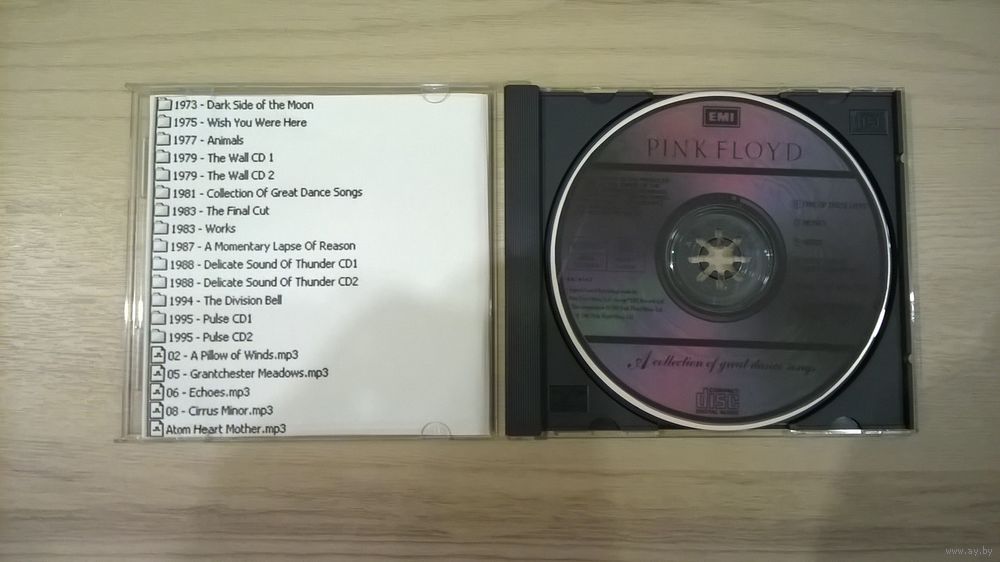 1973 - Dark Side of the Moon
1975 - Wish You Were Here
1977 - Animals
1979 - The Wall CD 1
1979 - The Wall CD 2
1981 - Collection Of Great Dance Songs
1983 - The Final Cut
1983 - Works
1987 - A Momentary Lapse Of Reason
1988 - Delicate Sound Of Thunder CD1
1988 - Delicate Sound Of Thunder CD2
1994 - The Division Bell
1995 - Pulse CD1
1995 - Pulse CD2
02 - A Pillow of Winds.mp3
05 - Grantchester Meadows.mp3
06 - Echoes.mp3
08 - Cirrus Minor.mp3
Atom Heart Mother.mp3
EMI
PINK FLOYD
A collection of great dance songs
COMPACT
disc
DIGITAL AUDIO
www.ay.by